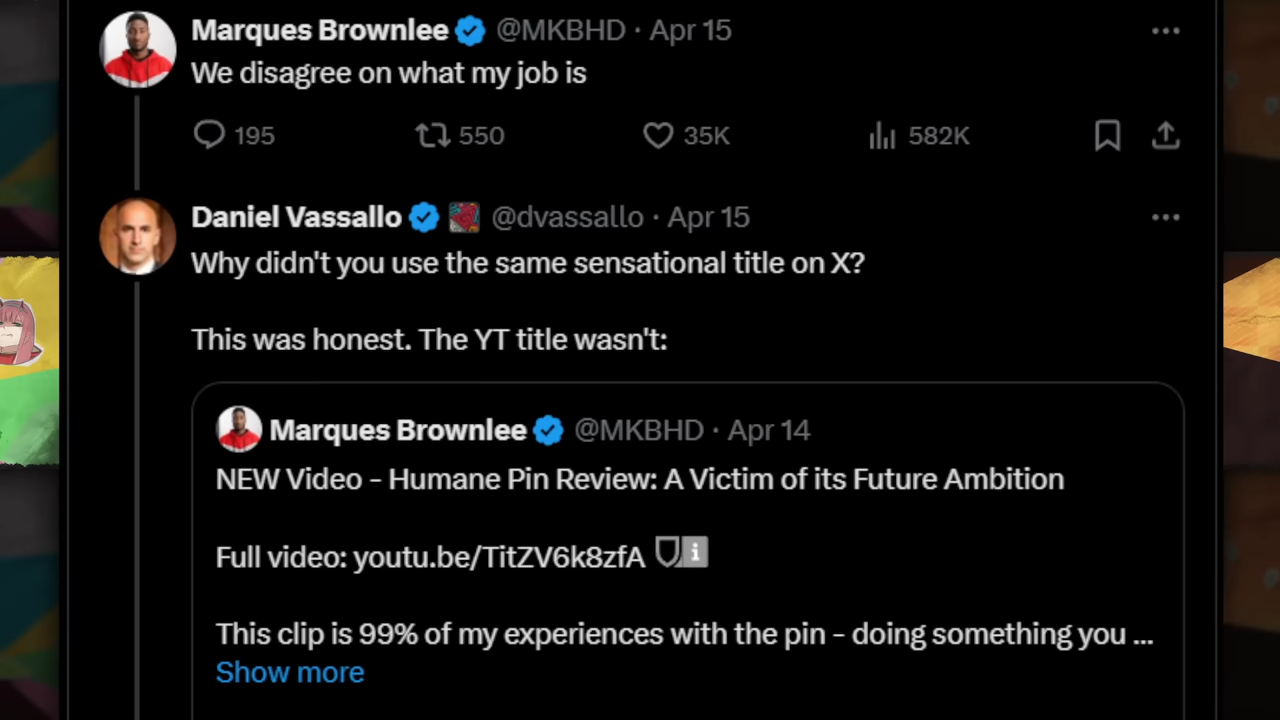 Marques Brownlee @MKBHD · Apr 15
We disagree on what my job is
195 550 35K 582K
Daniel Vassallo @dvassallo · Apr 15
Why didn't you use the same sensational title on X?
This was honest. The YT title wasn't:
Marques Brownlee @MKBHD · Apr 14
NEW Video - Humane Pin Review: A Victim of its Future Ambition
Full video: youtu.be/TitZV6k8zfA
This clip is 99% of my experiences with the pin - doing something you ...
Show more